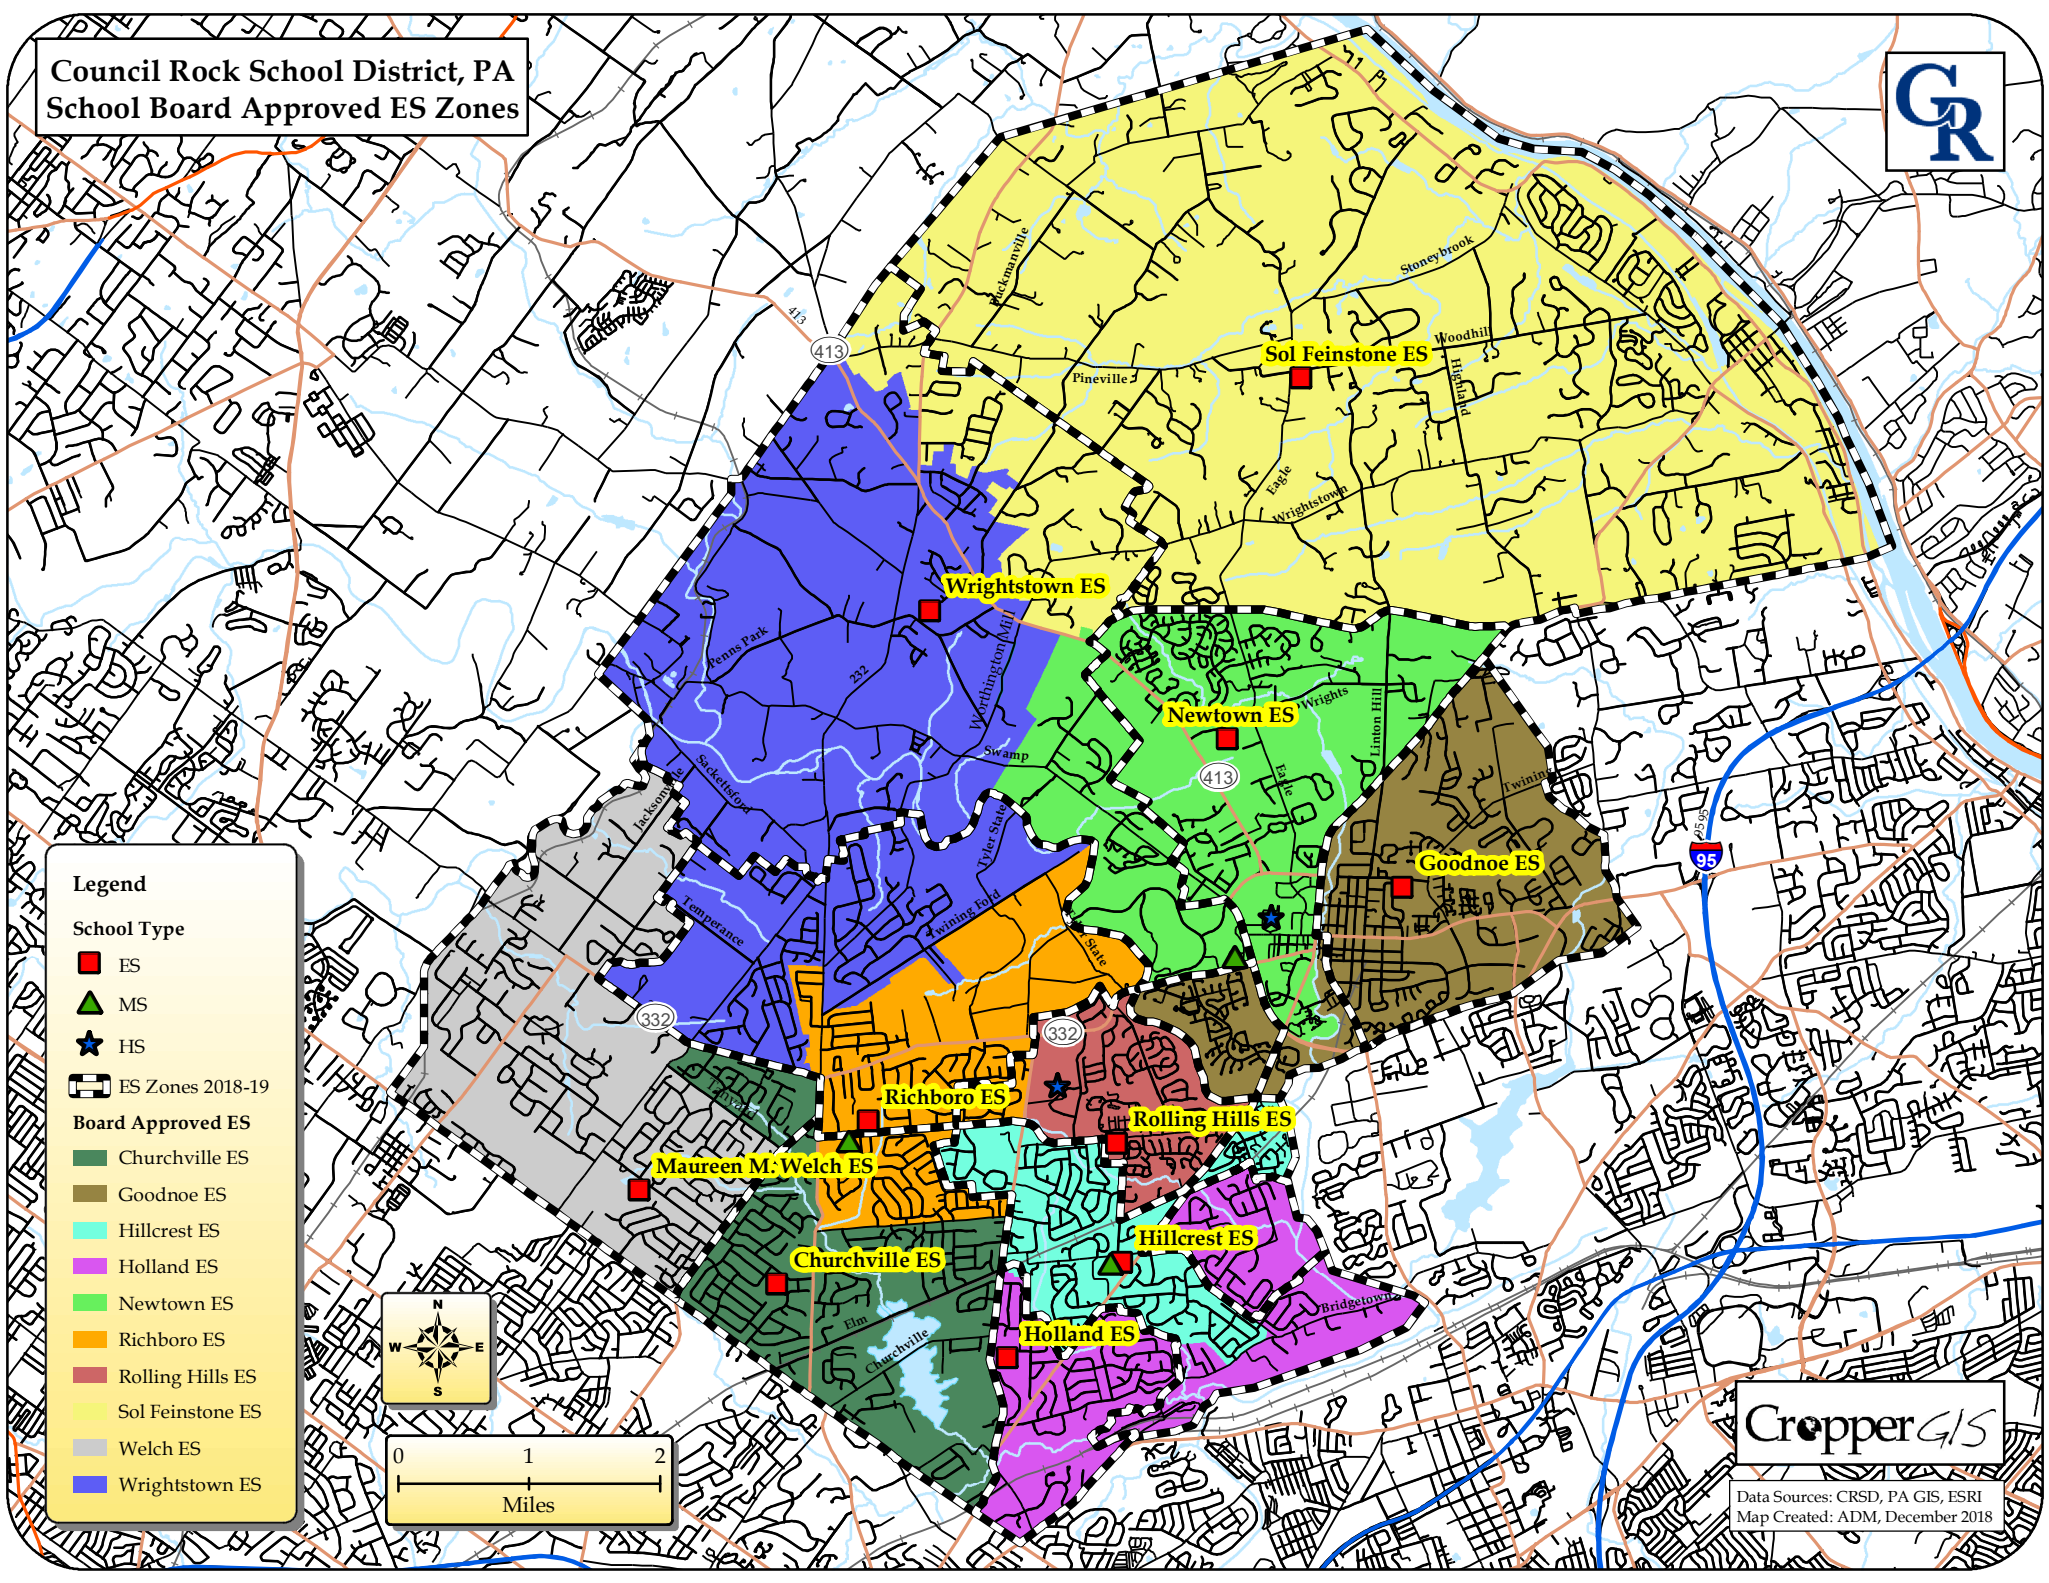 Council Rock School District, PA
School Board Approved ES Zones
CR
Buckmanville
Stoneybrook
413
413
Woodhill
Sol Feinstone ES
Pineville
Highland
Eagle
Wrightstown
Wrightstown ES
Worthington Mill
Penns Park
232
Wrights
Newtown ES
Linton Hill
Swamp
413
Eagle
Sackettsford
Jacksonville
Twining
9595
95
Tyler State
Goodnoe ES
Legend
School Type
ES
MS
HS
ES Zones 2018-19
Board Approved ES
Churchville ES
Goodnoe ES
Hillcrest ES
Holland ES
Newtown ES
Richboro ES
Rolling Hills ES
Sol Feinstone ES
Welch ES
Wrightstown ES
Temperance
Twining Ford
Tyler State
332
332
Richboro ES
Rolling Hills ES
Maureen M. Welch ES
Hillcrest ES
Churchville ES
Bridgetown
Elm
Churchville
Holland ES
N
W
E
S
0 1 2
Miles
Cropper GIS
Data Sources: CRSD, PA GIS, ESRI
Map Created: ADM, December 2018